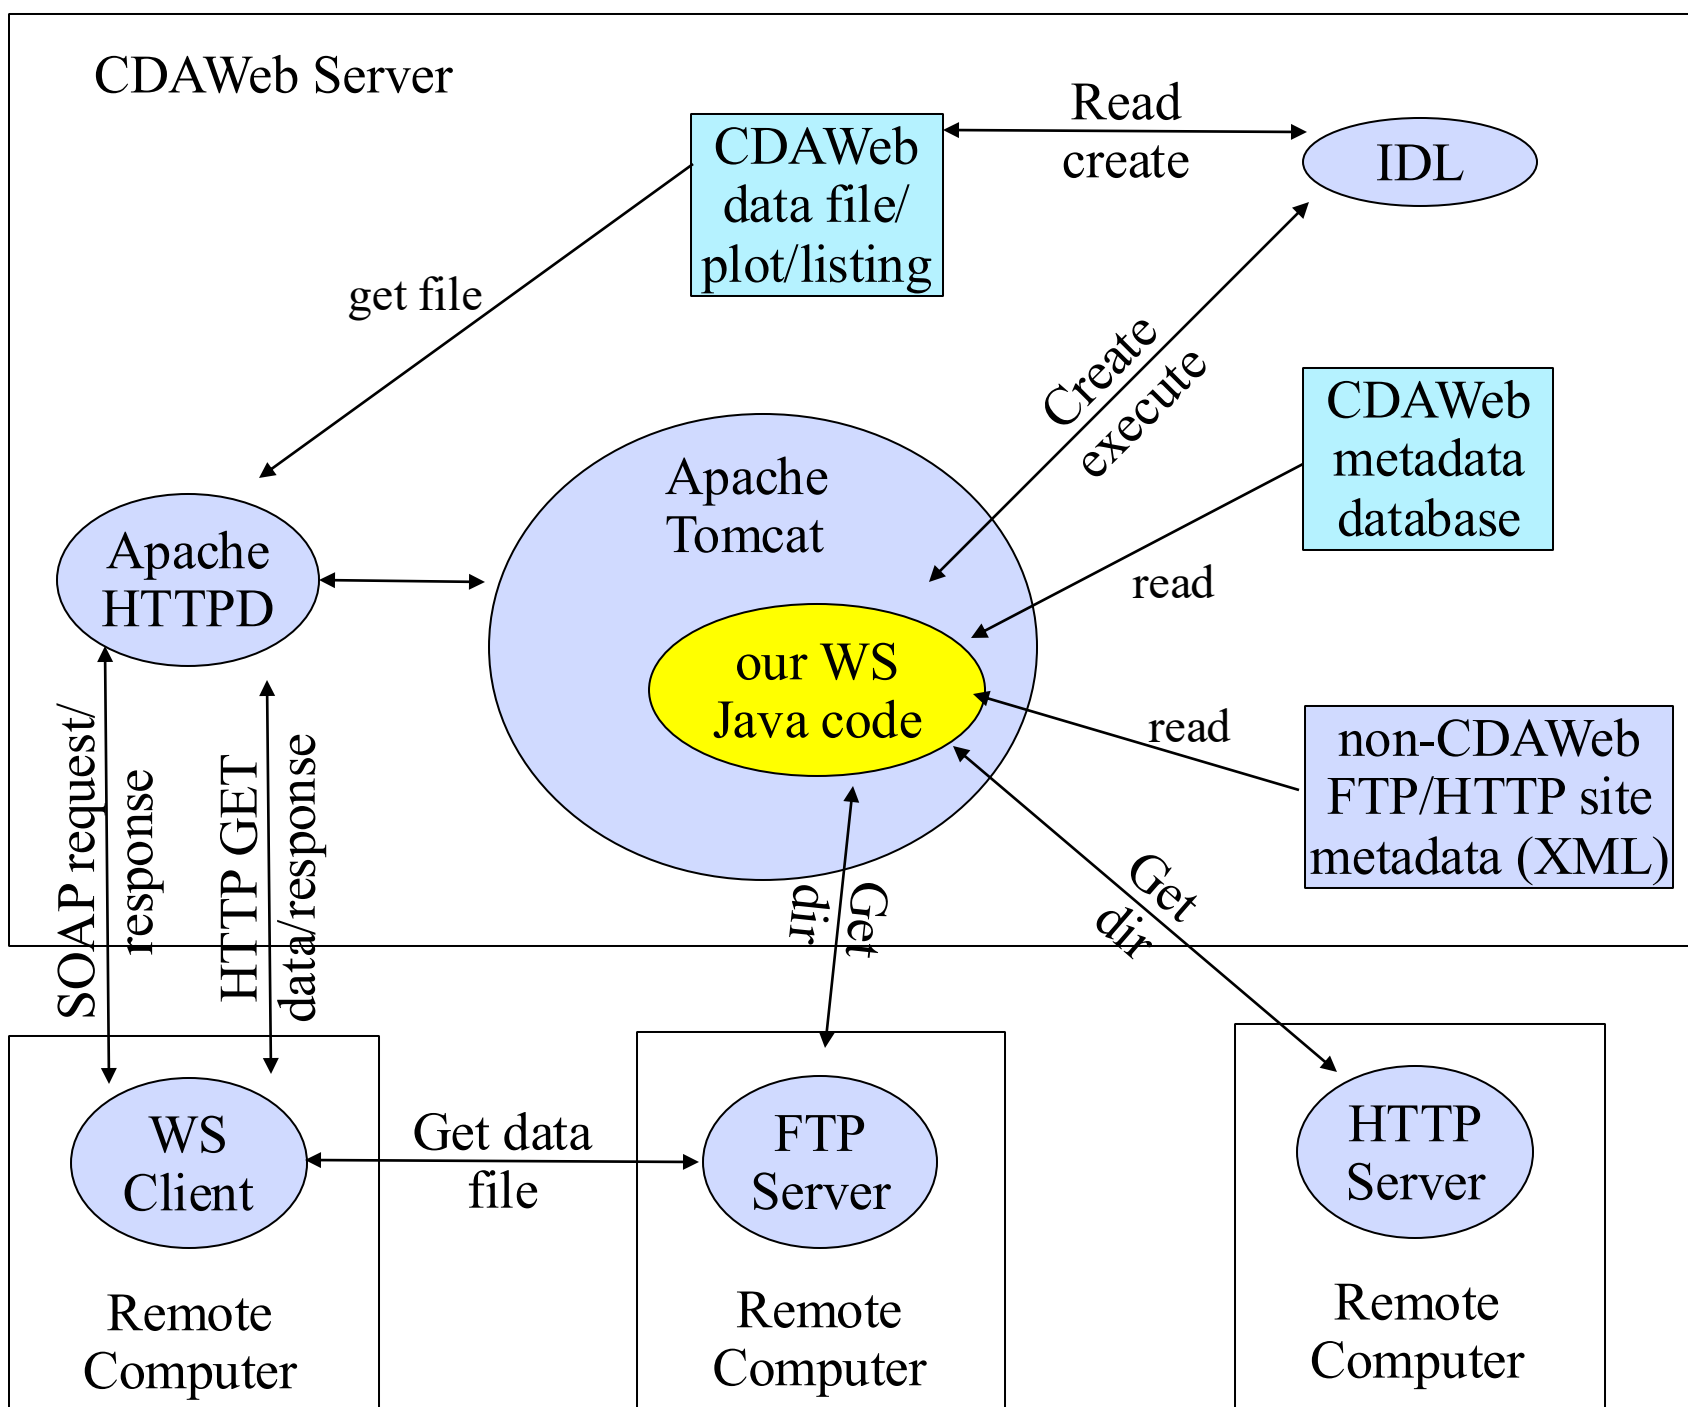 CDAWeb Server
CDAWeb
data file/
plot/listing
Read
create
IDL
get file
Create
execute
CDAWeb
metadata
database
Apache
Tomcat
Apache
HTTPD
read
our WS
Java code
read
non-CDAWeb
FTP/HTTP site
metadata (XML)
SOAP request/
response
HTTP GET
data/response
Get
dir
Get
dir
WS
Client
Get data
file
FTP
Server
HTTP
Server
Remote
Computer
Remote
Computer
Remote
Computer